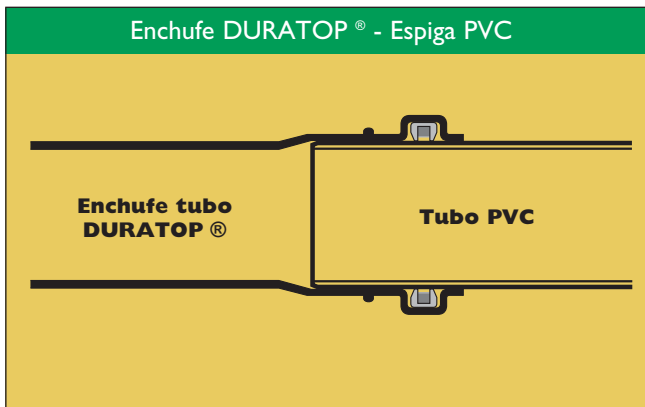 Enchufe DURATOP ® - Espiga PVC
Enchufe tubo
DURATOP ®
Tubo PVC